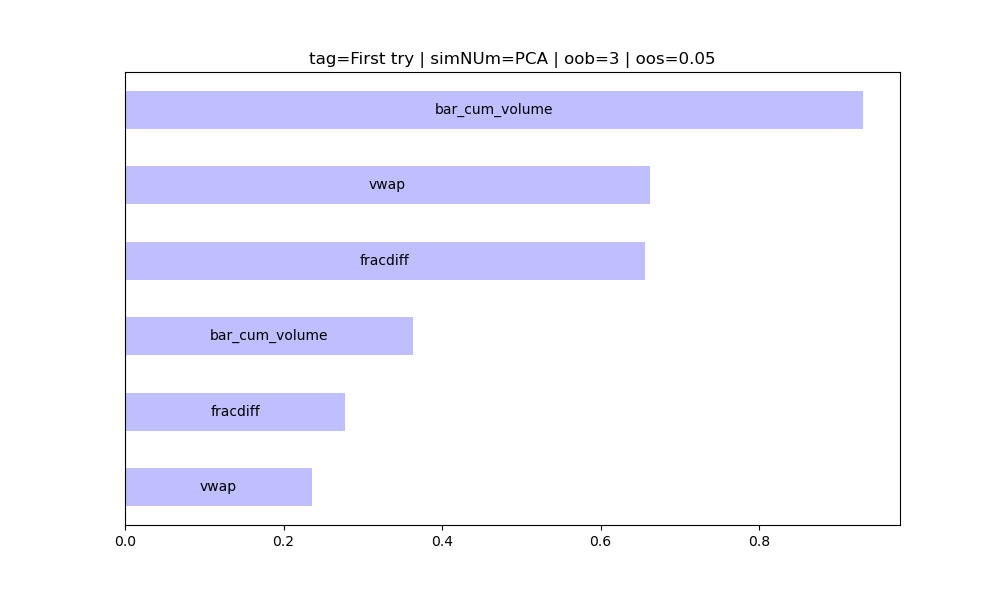 tag=First try | simNUm=PCA | oob=3 | oos=0.05
bar_cum_volume
vwap
fracdiff
bar_cum_volume
fracdiff
vwap
0.0 0.2 0.4 0.6 0.8